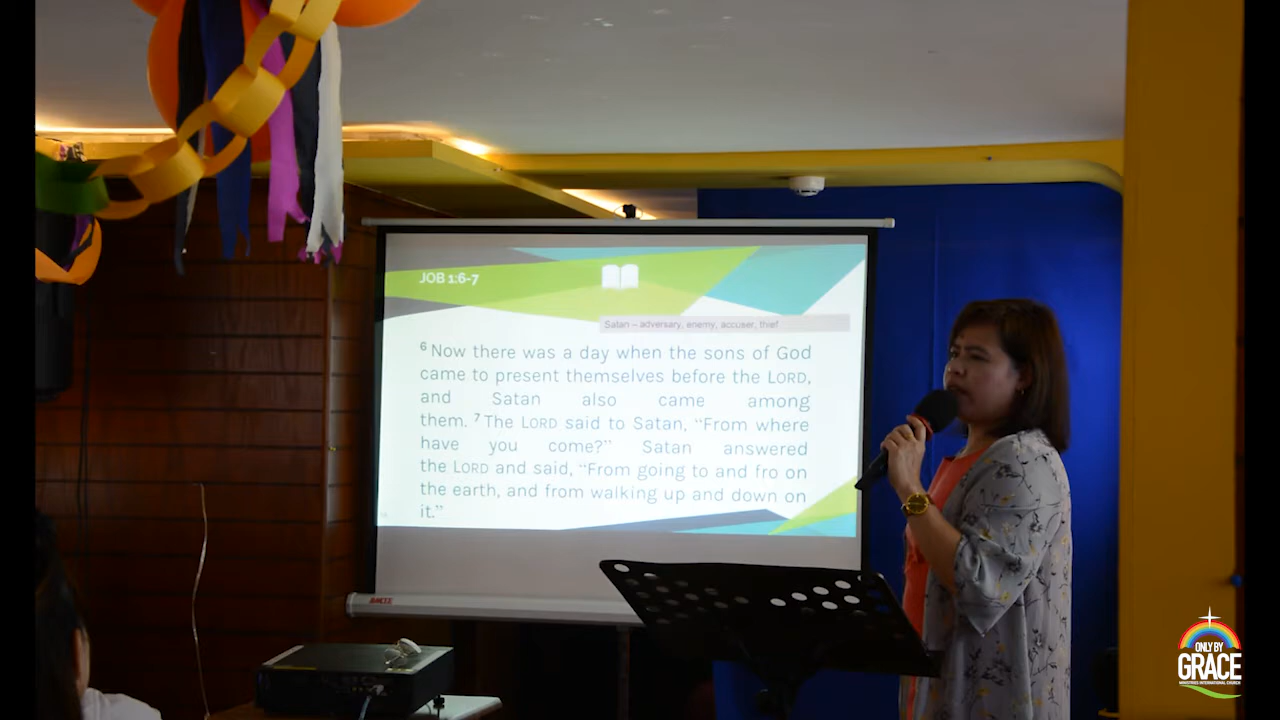 JOB 1:6-7
Satan – adversary, enemy, accuser, thief
6 Now there was a day when the sons of God
came to present themselves before the LORD,
and Satan also came among
them. 7 The LORD said to Satan, “From where
have you come?” Satan answered
the LORD and said, “From going to and fro on
the earth, and from walking up and down on
it.”
ONLY BY
GRACE
MINISTRIES INTERNATIONAL CHURCH